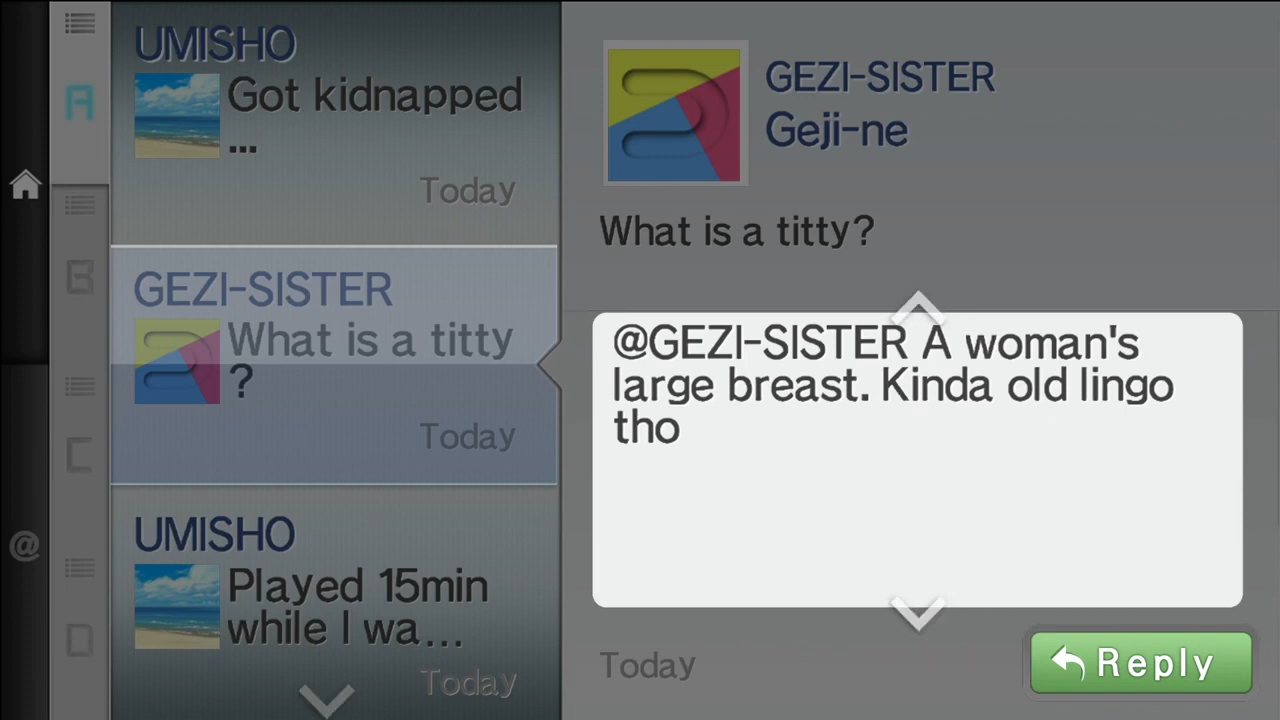 A
B
C
D
@
UMISHO
Got kidnapped
...
Today
GEZI-SISTER
What is a titty
?
Today
UMISHO
Played 15min
while I wa...
Today
GEZI-SISTER
Geji-ne
What is a titty?
@GEZI-SISTER A woman's
large breast. Kinda old lingo
tho
Today
Reply